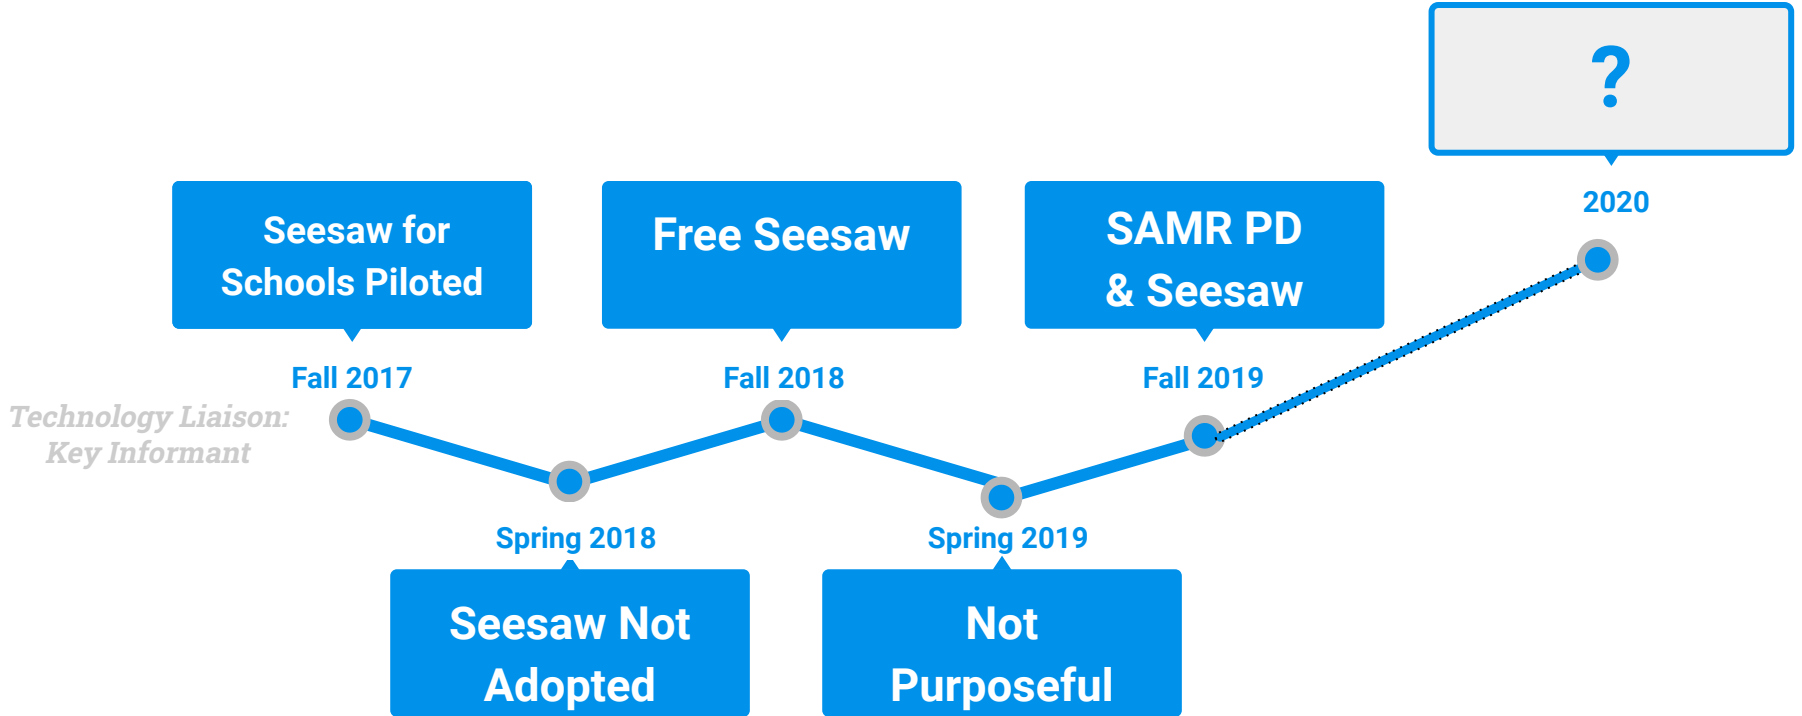 ?
2020
Seesaw for
Schools Piloted
Fall 2017
Free Seesaw
Fall 2018
SAMR PD
& Seesaw
Fall 2019
Technology Liaison:
Key Informant
Spring 2018
Seesaw Not
Adopted
Spring 2019
Not
Purposeful